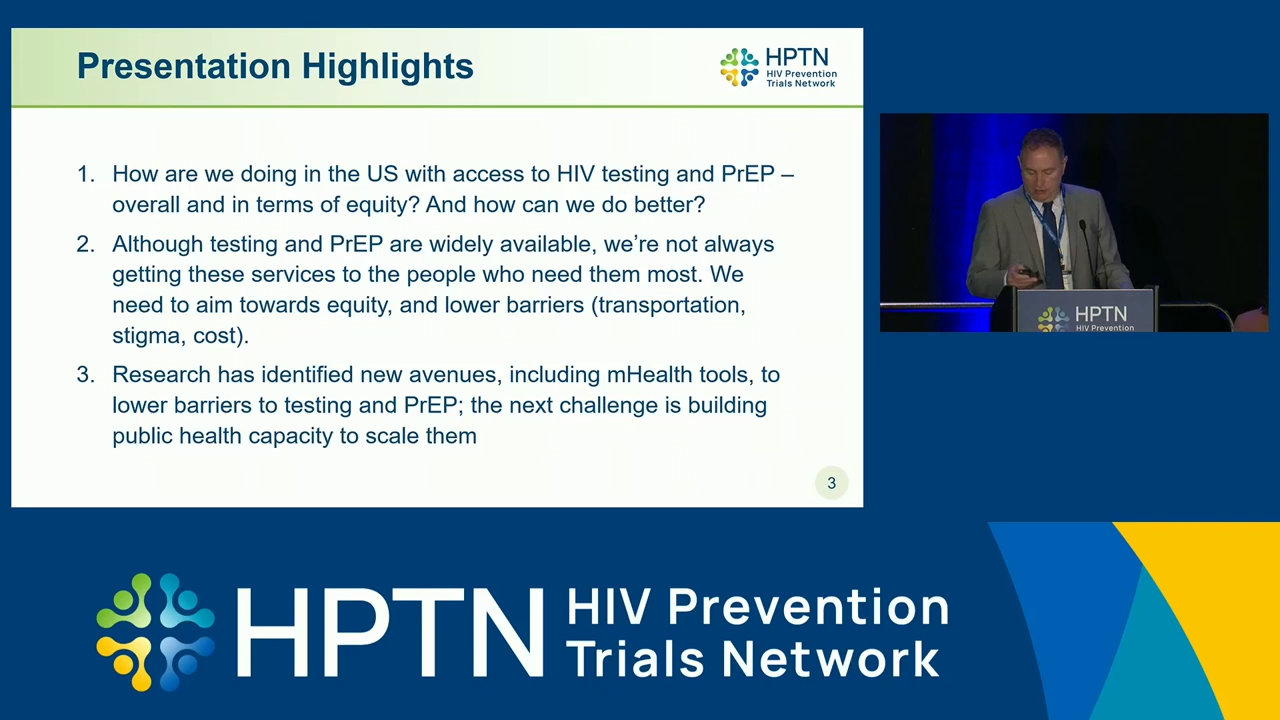 Presentation Highlights
HPTN
HIV Prevention
Trials Network
1. How are we doing in the US with access to HIV testing and PrEP –
overall and in terms of equity? And how can we do better?
2. Although testing and PrEP are widely available, we’re not always
getting these services to the people who need them most. We
need to aim towards equity, and lower barriers (transportation,
stigma, cost).
3. Research has identified new avenues, including mHealth tools, to
lower barriers to testing and PrEP; the next challenge is building
public health capacity to scale them
3
HPTN
HIV Prevention
HPTN
HIV Prevention
Trials Network